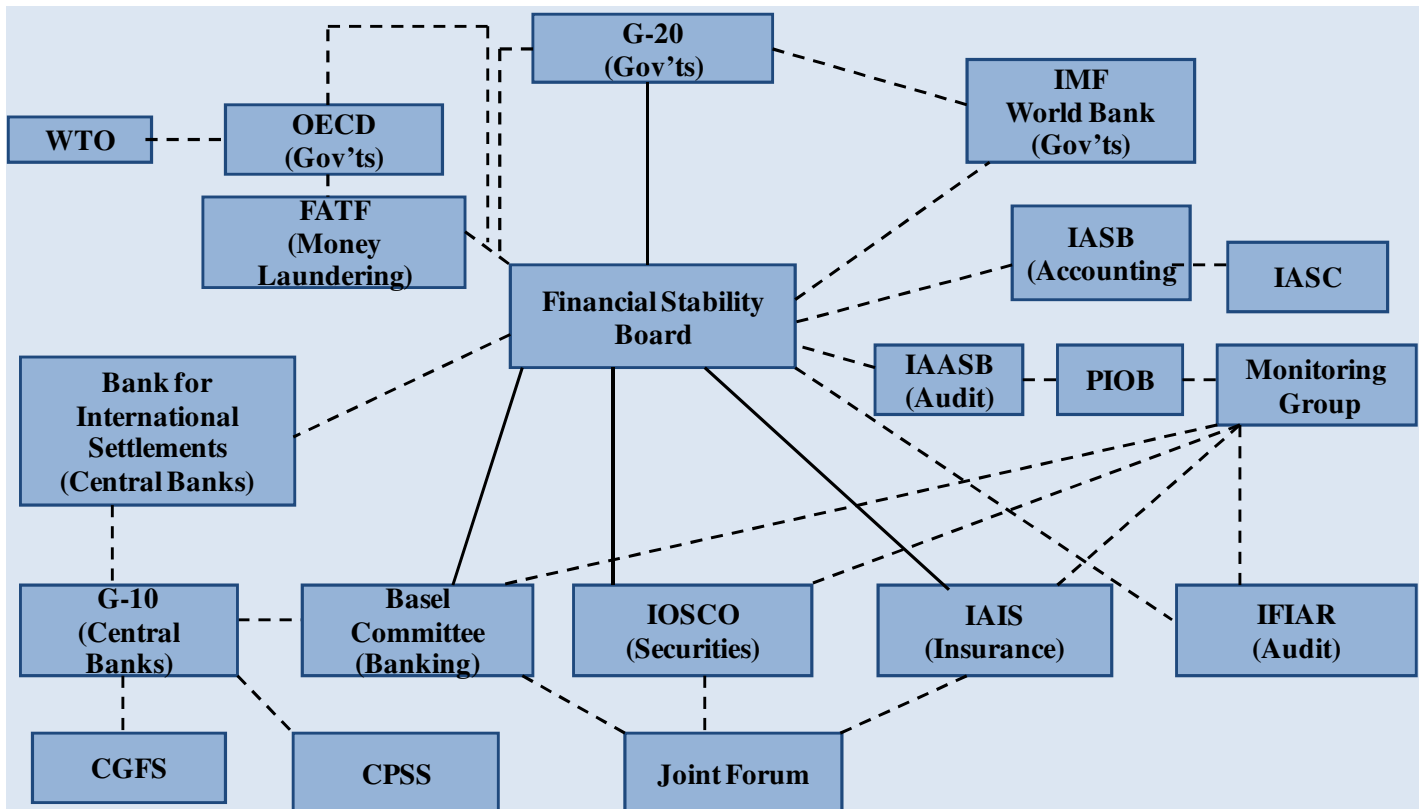 G-20
(Gov'ts)
IMF
World Bank
(Gov'ts)
WTO
OECD
(Gov'ts)
FATF
(Money
Laundering)
IASB
(Accounting
IASC
Financial Stability
Board
IAASB
(Audit)
PIOB
Monitoring
Group
Bank for
International
Settlements
(Central Banks)
G-10
(Central
Banks)
Basel
Committee
(Banking)
IOSCO
(Securities)
IAIS
(Insurance)
IFIAR
(Audit)
CGFS
CPSS
Joint Forum